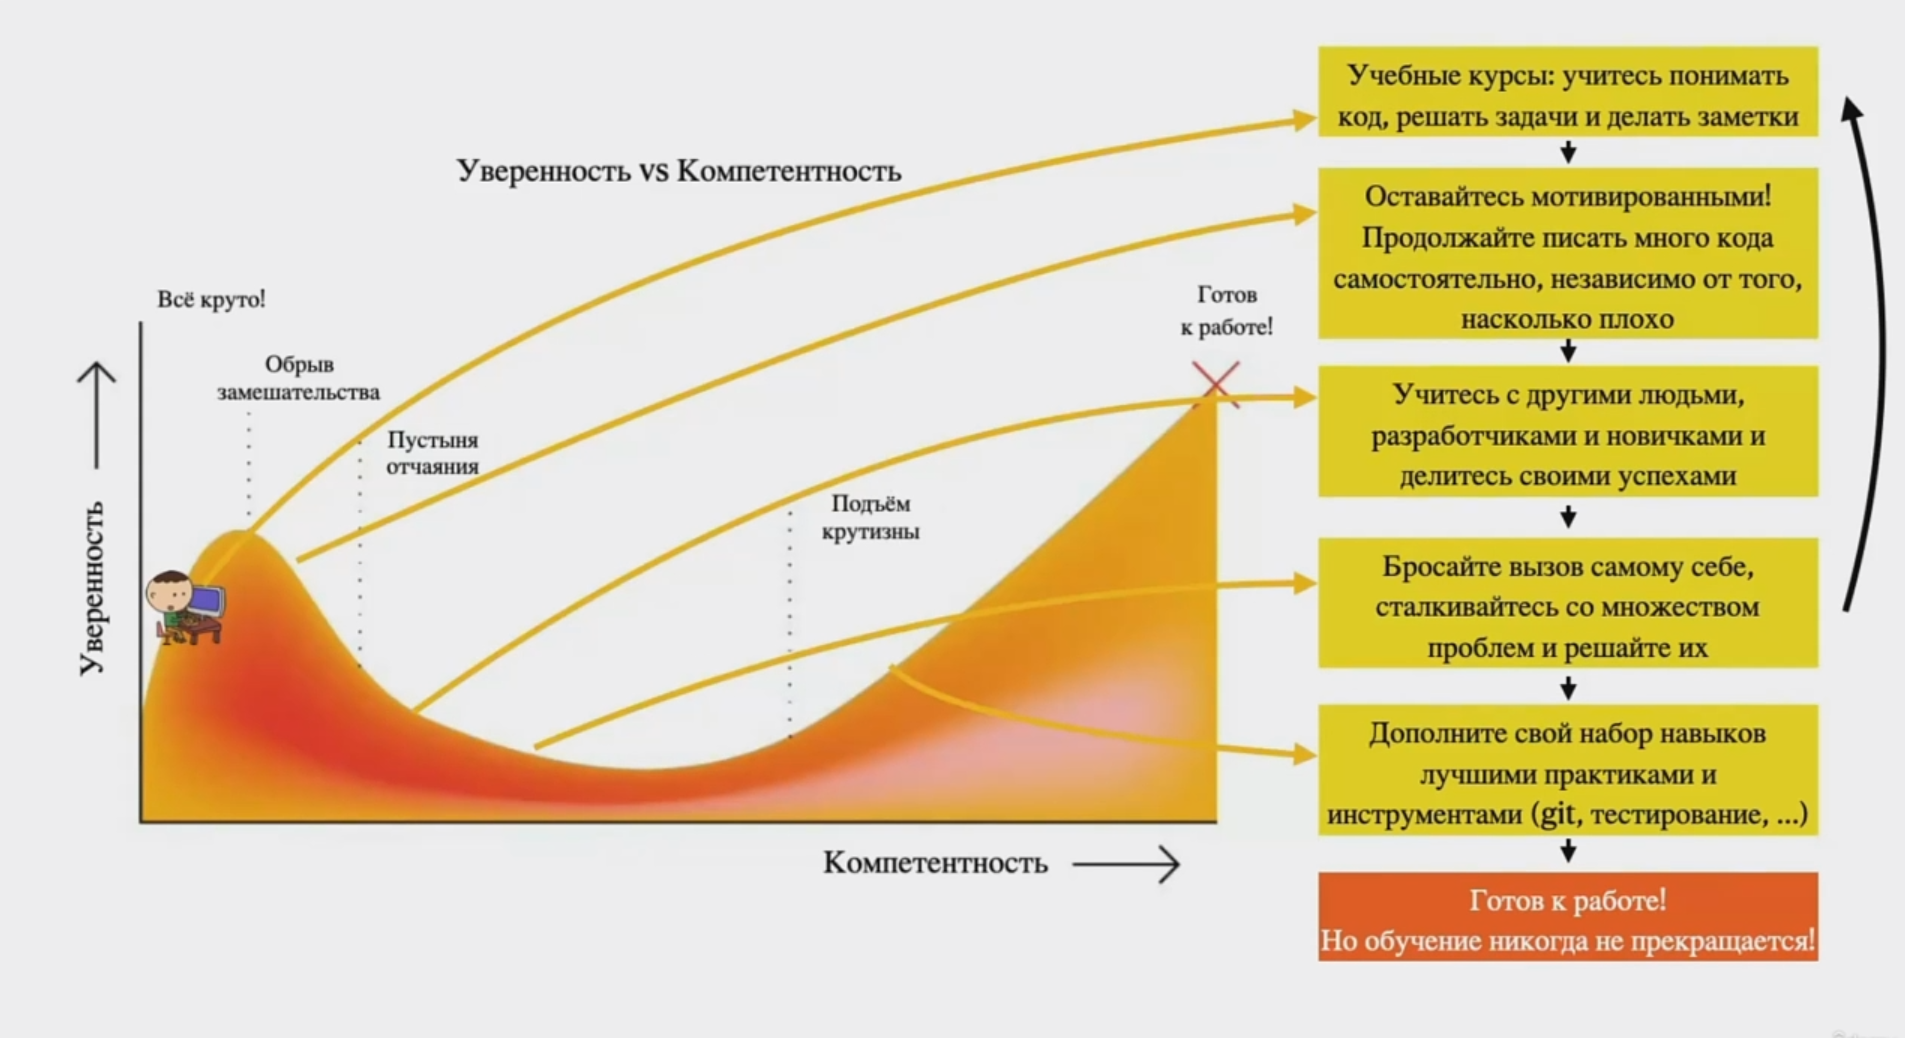 Уверенность vs Компетентность
Всё круто!
Обрыв
замешательства
Пустыня
отчаяния
Подъём
крутизны
Готов
к работе!
Уверенность
Компетентность
Учебные курсы: учитесь понимать
код, решать задачи и делать заметки
Оставайтесь мотивированными!
Продолжайте писать много кода
самостоятельно, независимо от того,
насколько плохо
Учитесь с другими людьми,
разработчиками и новичками и
делитесь своими успехами
Бросайте вызов самому себе,
сталкивайтесь со множеством
проблем и решайте их
Дополните свой набор навыков
лучшими практиками и
инструментами (git, тестирование, ...)
Готов к работе!
Но обучение никогда не прекращается!